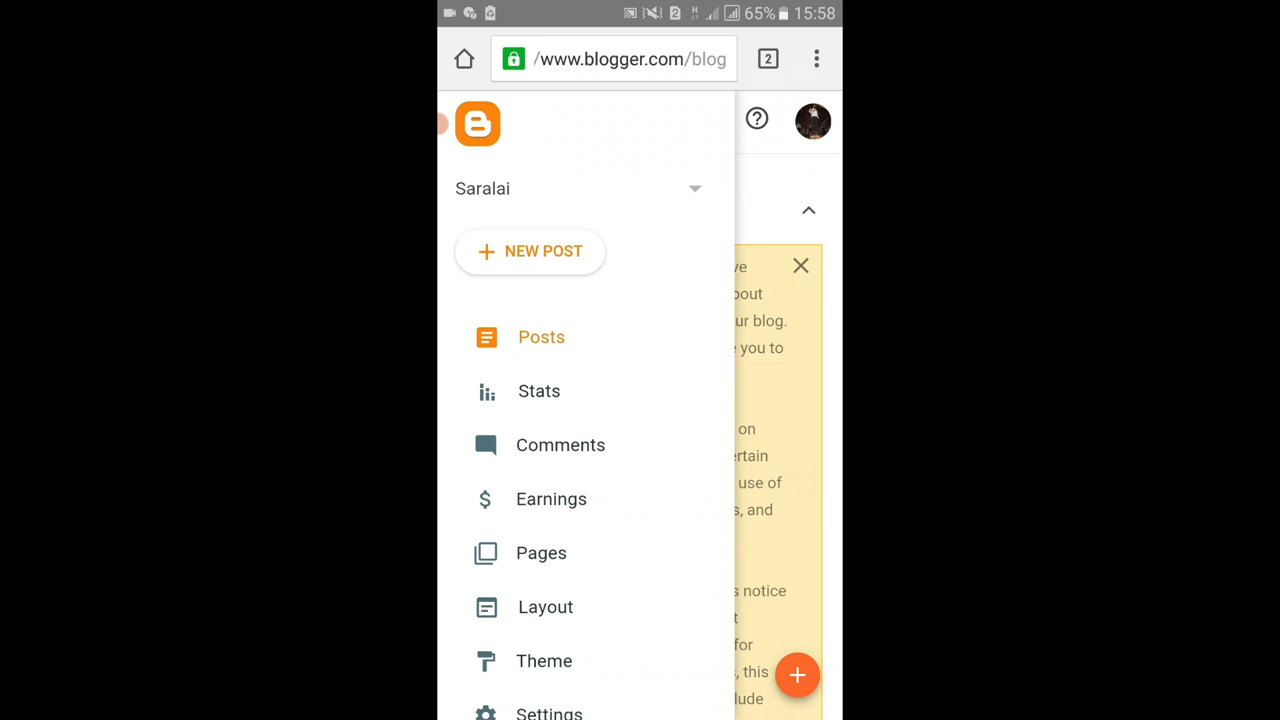 65% 15:58
/www.blogger.com/blog
2
Saralai
NEW POST
Posts
Stats
Comments
Earnings
Pages
Layout
Theme
Settings
ve
bout
ur blog.
e you to
on
ertain
use of
s, and
s notice
t
for
s, this
lude